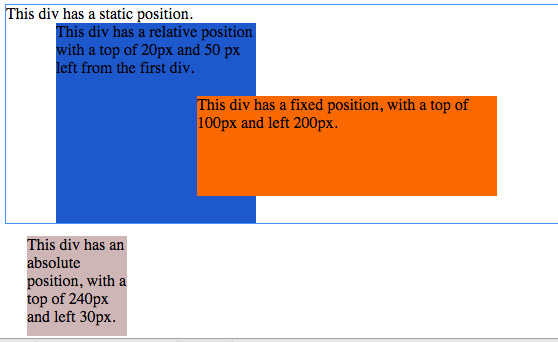 This div has a static position.
This div has a relative position
with a top of 20px and 50 px
left from the first div.
This div has a fixed position, with a top of
100px and left 200px.
This div has an
absolute
position, with a
top of 240px
and left 30px.